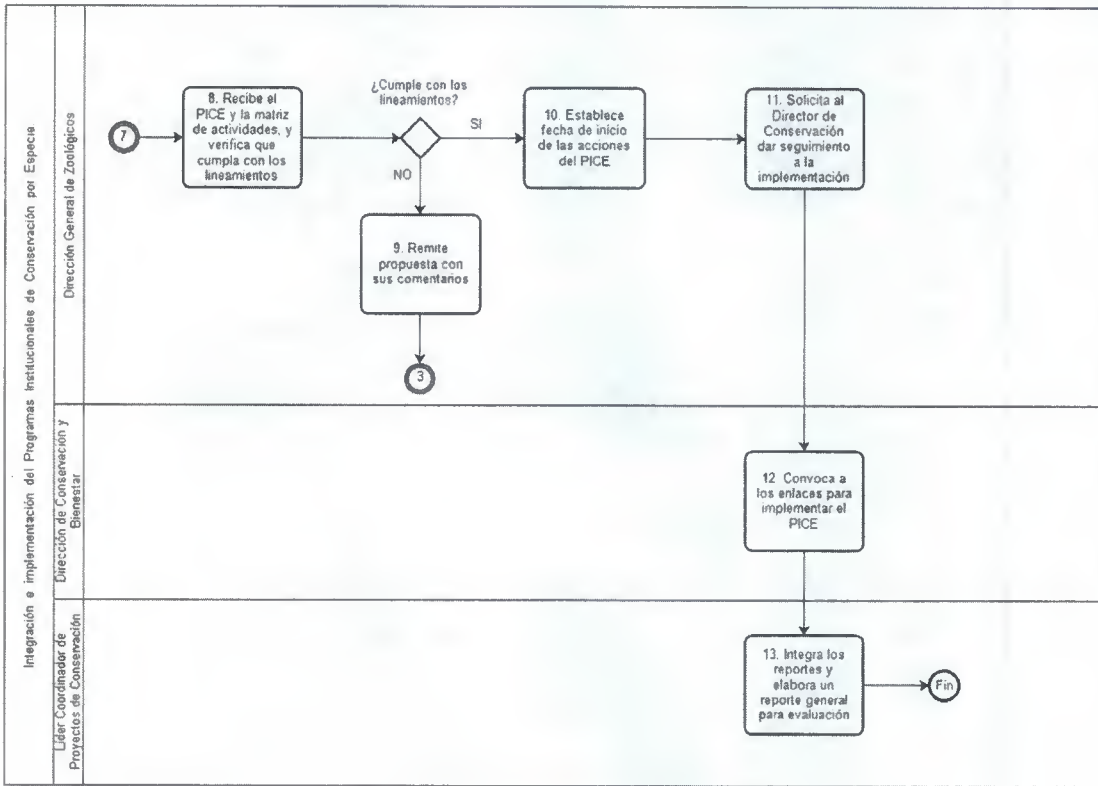 Integración e implementación del Programas Institucionales de Conservación por Especie
Dirección General de Zoológicos
7
8. Recibe el
PICE y la matriz
de actividades, y
verifica que
cumpla con los
lineamientos
¿Cumple con los
lineamientos?
SI
NO
9. Remite
propuesta con
sus comentarios
3
10. Establece
fecha de inicio
de las acciones
del PICE
11. Solicita al
Director de
Conservación
dar seguimiento
a la
implementación
Dirección de Conservación y
Bienestar
12 Convoca a
los enlaces para
implementar el
PICE
Líder Coordinador de
Proyectos de Conservación
13. Integra los
reportes y
elabora un
reporte general
para evaluación
Fin